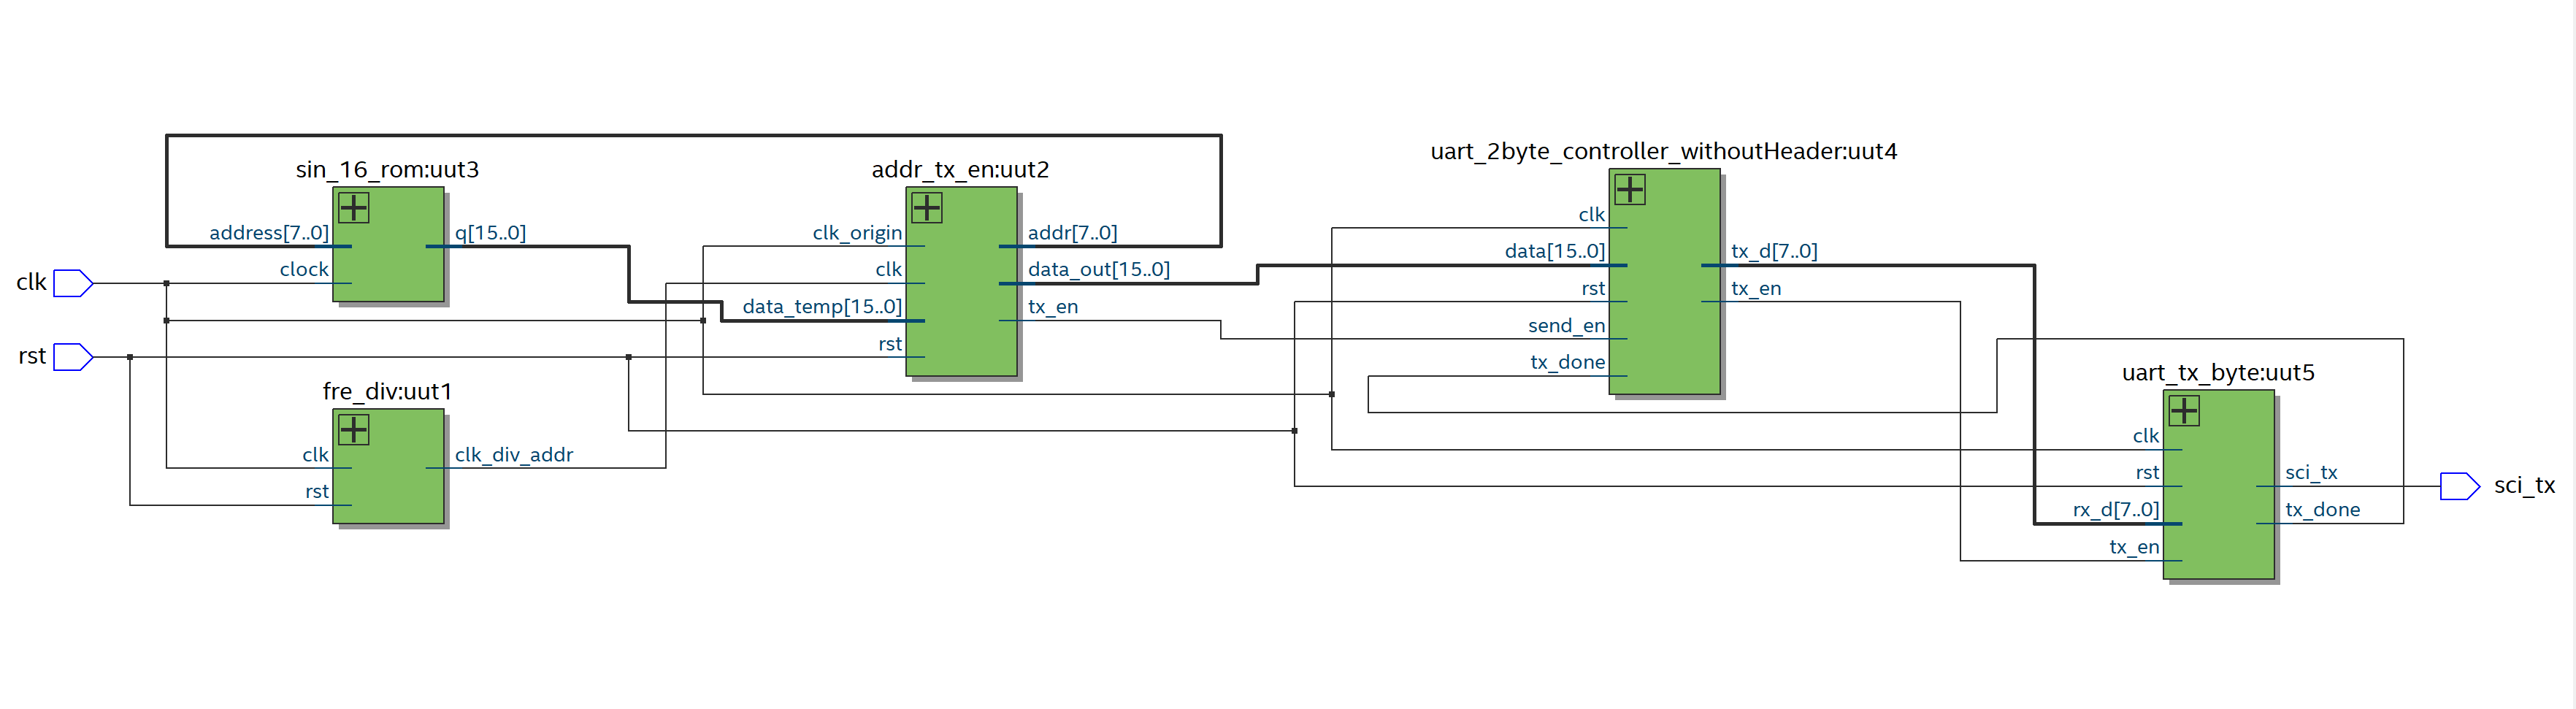 sin_16_rom:uut3
address[7..0]
q[15..0]
clock
clk
rst
fre_div:uut1
clk
clk_div_addr
rst
addr_tx_en:uut2
clk_origin
addr[7..0]
clk
data_out[15..0]
data_temp[15..0]
tx_en
rst
uart_2byte_controller_withoutHeader:uut4
clk
data[15..0]
tx_d[7..0]
rst
tx_en
send_en
tx_done
uart_tx_byte:uut5
clk
rst
sci_tx
rx_d[7..0]
tx_done
tx_en
sci_tx